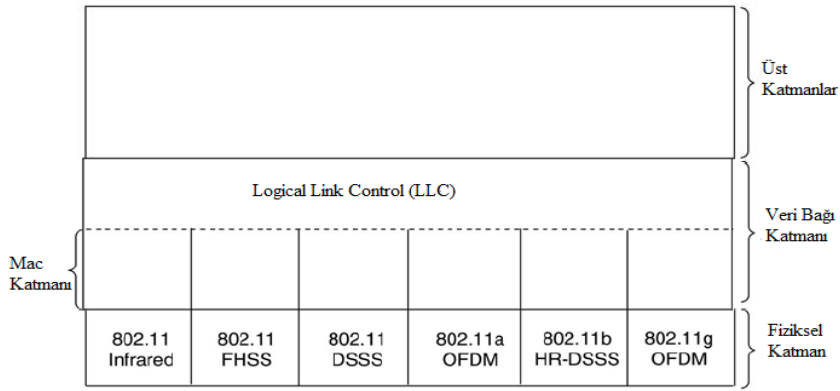 Üst
Katmanlar
Logical Link Control (LLC)
Veri Bağı
Katmanı
Mac
Katmanı
802.11
Infrared
802.11
FHSS
802.11
DSSS
802.11a
OFDM
802.11b
HR-DSSS
802.11g
OFDM
Fiziksel
Katman